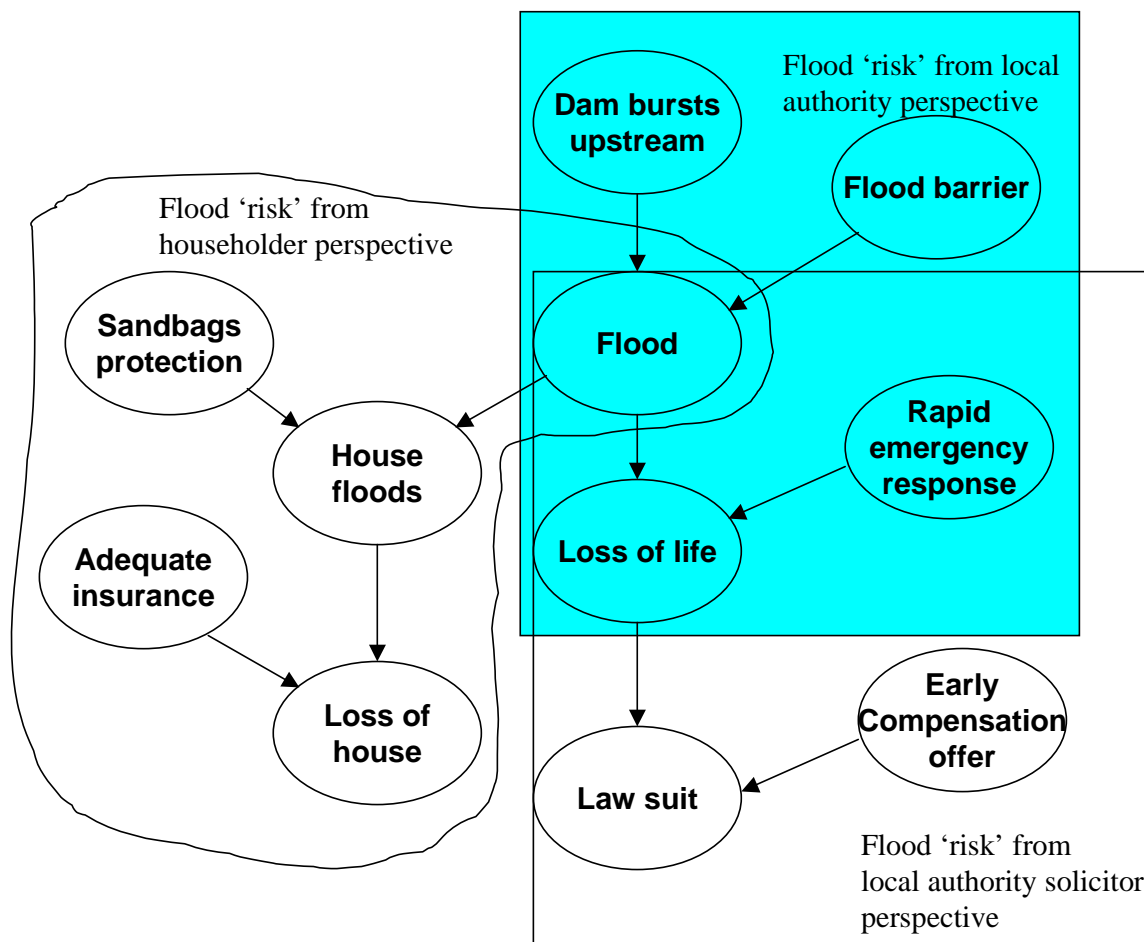 Flood ‘risk’ from local
authority perspective
Dam bursts
upstream
Flood barrier
Flood ‘risk’ from
householder perspective
Sandbags
protection
Flood
House
floods
Rapid
emergency
response
Adequate
insurance
Loss of life
Loss of
house
Early
Compensation
offer
Law suit
Flood ‘risk’ from
local authority solicitor
perspective